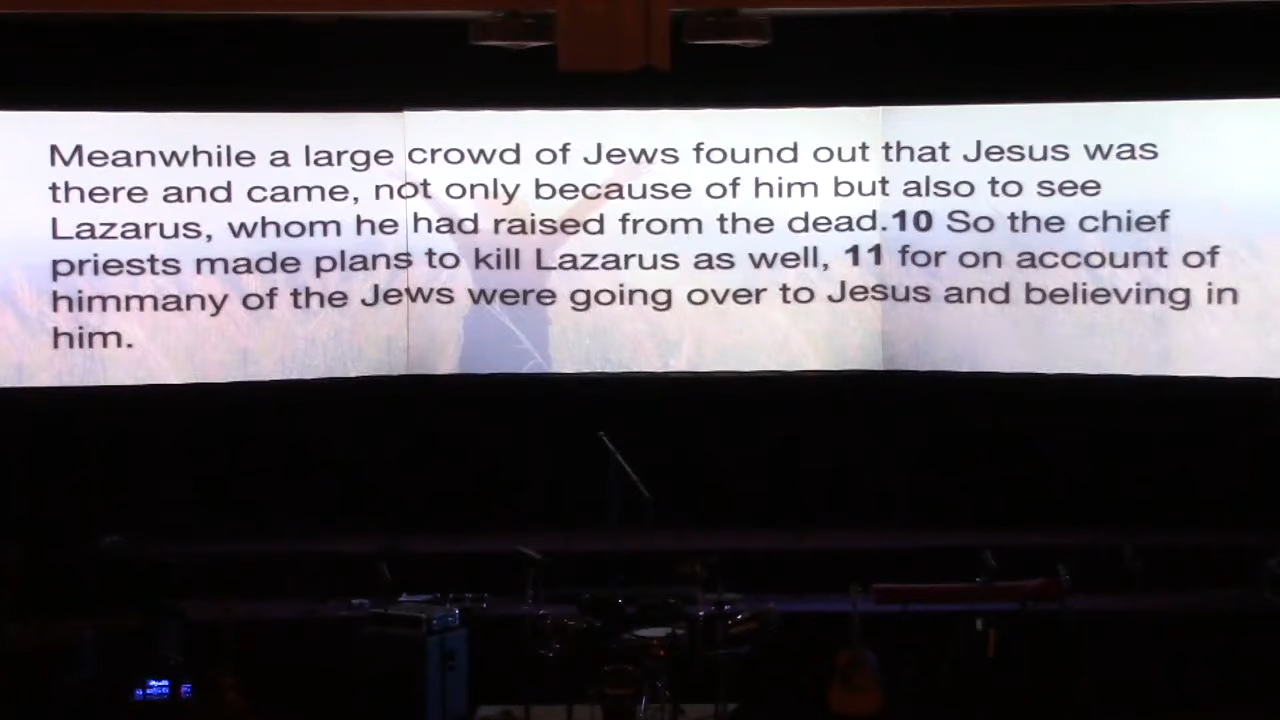 Meanwhile a large crowd of Jews found out that Jesus was
there and came, not only because of him but also to see
Lazarus, whom he had raised from the dead.10 So the chief
priests made plans to kill Lazarus as well, 11 for on account of
himmany of the Jews were going over to Jesus and believing in
him.